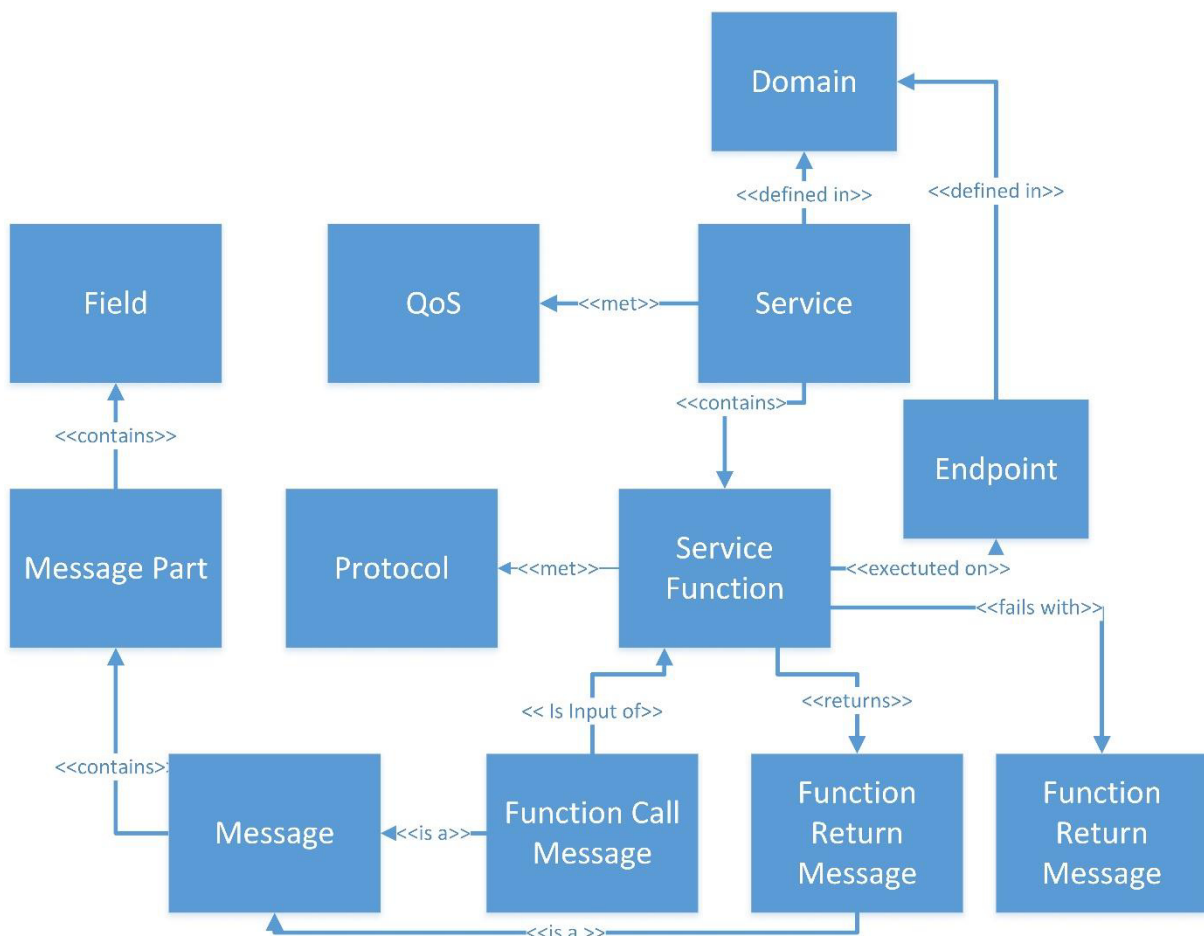 Domain
<<defined in>>
<<defined in>>
Field
QoS
<<met>>
Service
<<contains>
<<contains>>
Endpoint
Message Part
Protocol
<<met>>
Service
Function
<<exectuted on>>
<<fails with>>
<< Is Input of>>
<<returns>>
<<contains>
Message
<<is a>>
Function Call
Message
Function
Return
Message
Function
Return
Message
<<is a >>